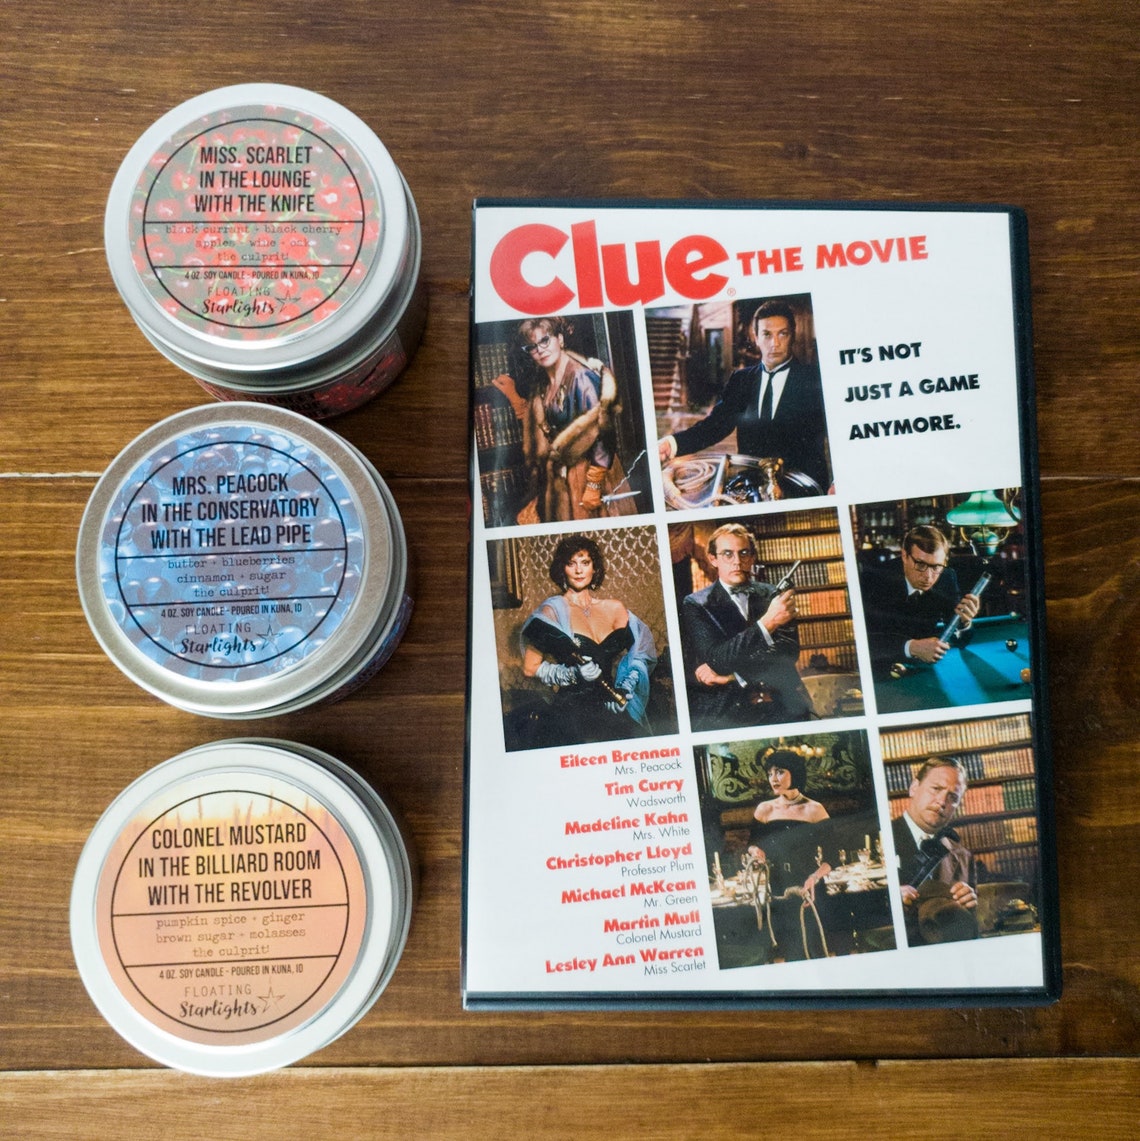 MISS. SCARLET
IN THE LOUNGE
WITH THE KNIFE
black currant + black cherry
apples + wine + oak
the culprit!
4 OZ. SOY CANDLE - POURED IN KUNA, ID
FLOATING
Starlights
MRS. PEACOCK
IN THE CONSERVATORY
WITH THE LEAD PIPE
butter + blueberries
cinnamon + sugar
the culprit!
4 OZ. SOY CANDLE - POURED IN KUNA, ID
FLOATING
Starlights
COLONEL MUSTARD
IN THE BILLIARD ROOM
WITH THE REVOLVER
pumpkin spice + ginger
brown sugar + molasses
the culprit!
4 OZ. SOY CANDLE - POURED IN KUNA, ID
FLOATING
Starlights
Clue® THE MOVIE
IT'S NOT
JUST A GAME
ANYMORE.
Eileen Brennan
Mrs. Peacock
Tim Curry
Wadsworth
Madeline Kahn
Mrs. White
Christopher Lloyd
Professor Plum
Michael McKean
Mr. Green
Martin Mull
Colonel Mustard
Lesley Ann Warren
Miss Scarlet